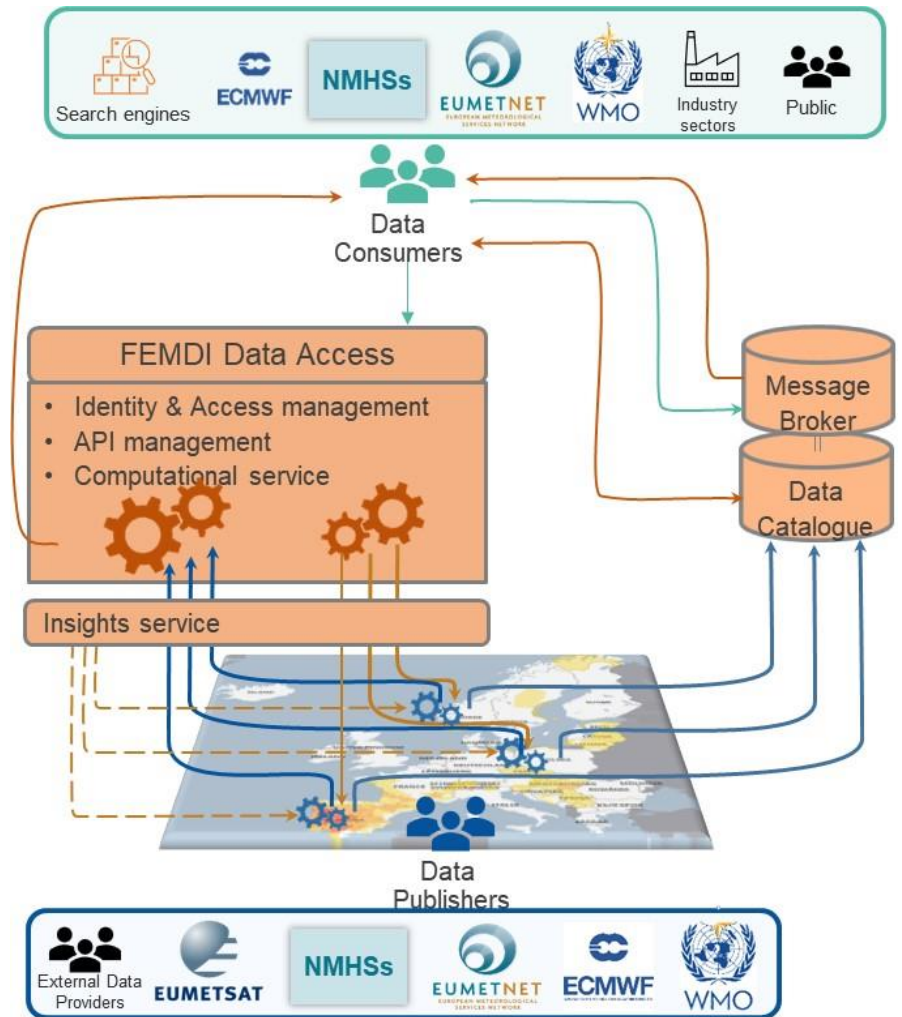 Search engines
ECMWF
NMHSs
EUMETNET
EUROPEAN METEOROLOGICAL
SERVICES NETWORK
WMO
Industry
sectors
Public
Data
Consumers
FEMDI Data Access
• Identity & Access management
• API management
• Computational service
Message
Broker
Data
Catalogue
Insights service
FRANCE
Data
Publishers
External Data
Providers
EUMETSAT
NMHSs
EUMETNET
EUROPEAN METEOROLOGICAL
SERVICES NETWORK
ECMWF
WMO